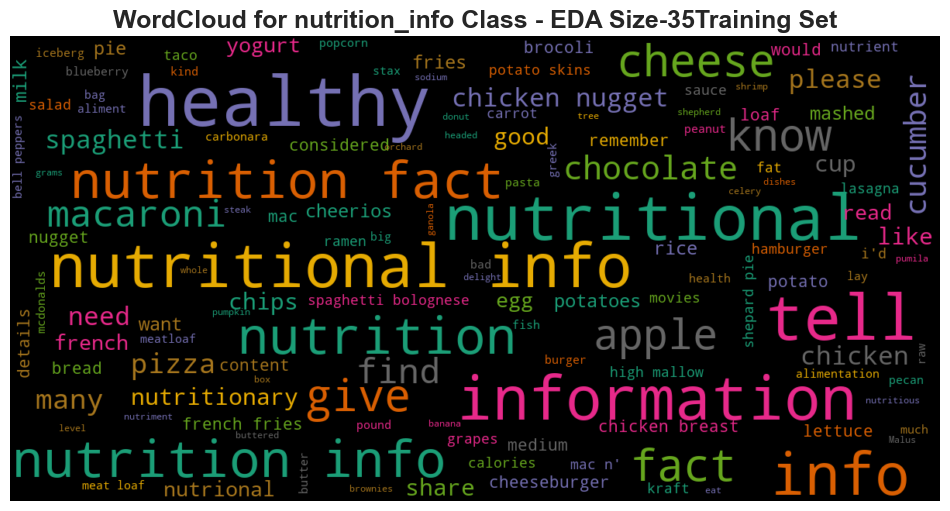 WordCloud for nutrition_info Class - EDA Size-35Training Set
iceberg pie taco yogurt popcorn fries brocoli cheese would nutrient
milk blueberry kind stax potato skins sauce shrimp please
salad bag aliment healthy sodium chicken nugget cucumber
donut carrot tree shepherd loaf mashed
spaghetti carbonara considered headed good remember peanut know
bell peppers orchard greek chocolate fat cup
grams nutrition fact pasta celery dishes lasagna
macaroni steak mac cheerios ganola nutritional read
nugget ramen big rice hamburger like
mcdonalds nutritional info bad health i'd pumila
whole delight shepard pie potato lay
chips spaghetti bolognese egg potatoes movies
details need want pumpkin fish tell
french meatloaf nutrition apple
bread pizza content find burger high mallow chicken raw
box alimentation pecan
many nutritionary give information nutritious
level nutriment french fries pound banana chicken breast lettuce much
buttered grapes medium Malus
nutrition info butter calories mac n' fact info
meat loaf nutrional brownies share cheeseburger kraft eat